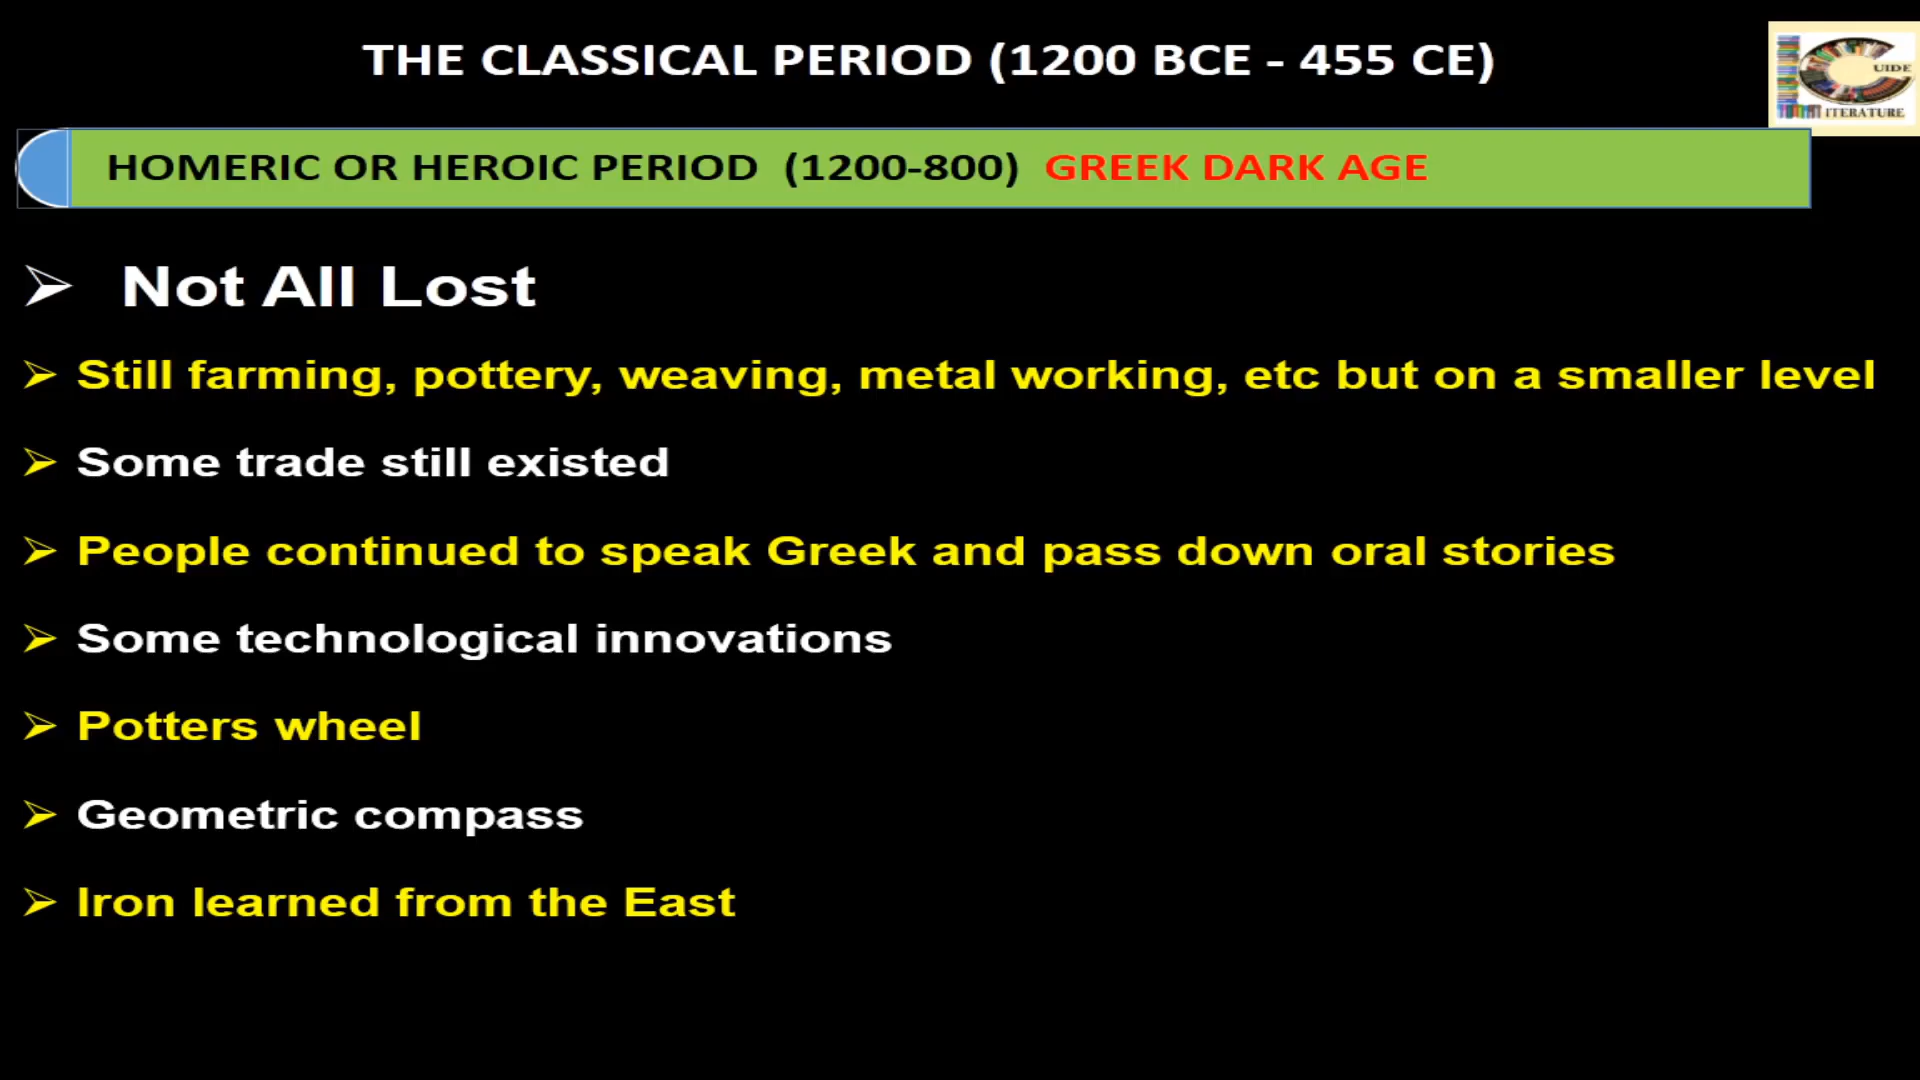 THE CLASSICAL PERIOD (1200 BCE - 455 CE)
UIDE
ITERATURE
HOMERIC OR HEROIC PERIOD (1200-800) GREEK DARK AGE
➢ Not All Lost
➢ Still farming, pottery, weaving, metal working, etc but on a smaller level
➢ Some trade still existed
➢ People continued to speak Greek and pass down oral stories
➢ Some technological innovations
➢ Potters wheel
➢ Geometric compass
➢ Iron learned from the East